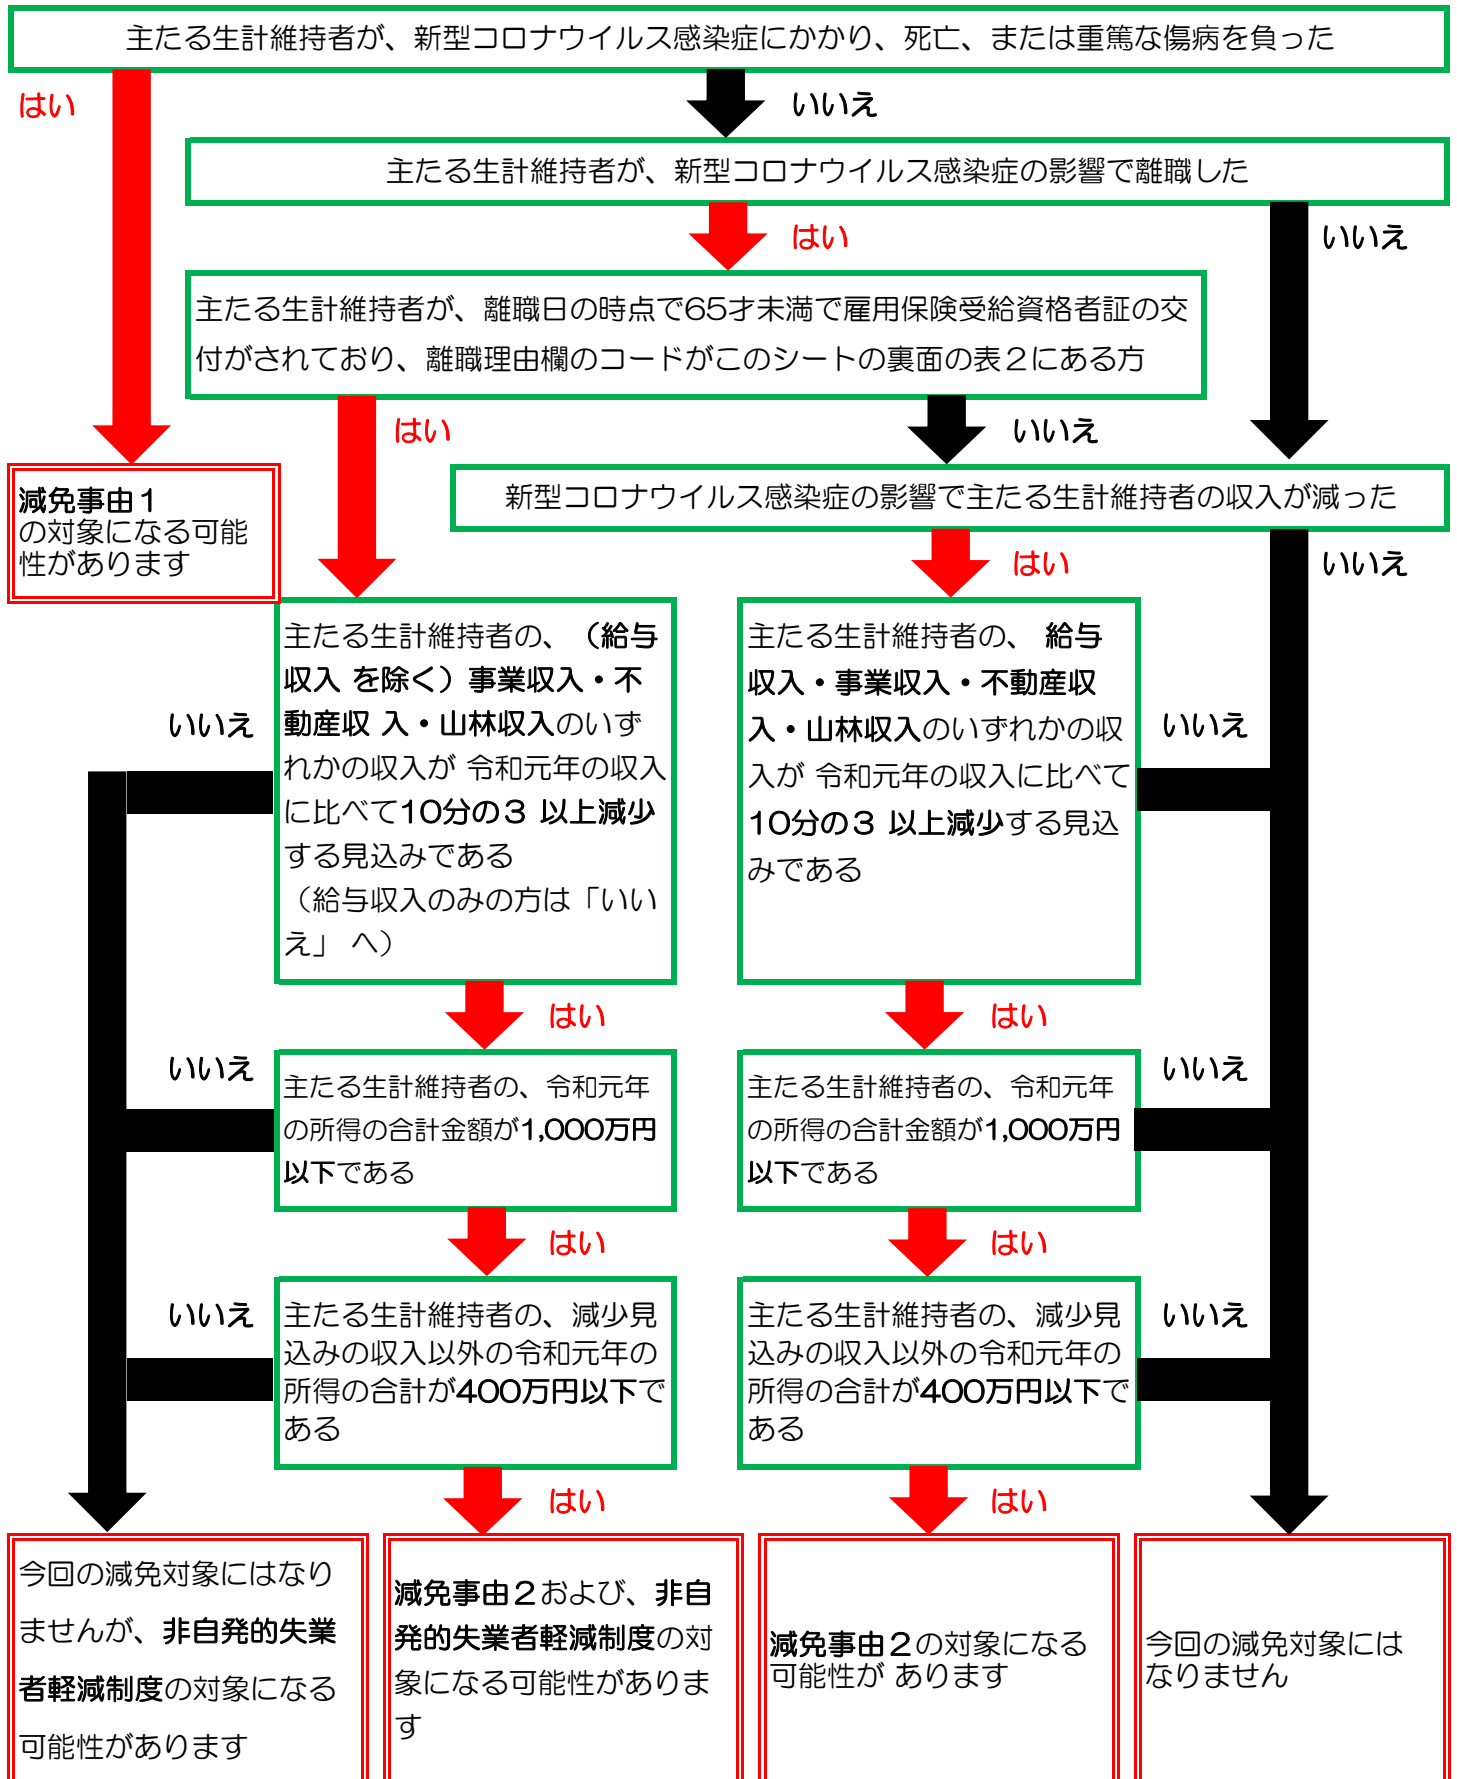 主たる生計維持者が、新型コロナウイルス感染症にかかり、死亡、または重篤な傷病を負った
はい
いいえ
主たる生計維持者が、新型コロナウイルス感染症の影響で離職した
はい
いいえ
主たる生計維持者が、離職日の時点で65才未満で雇用保険受給資格者証の交
付がされており、離職理由欄のコードがこのシートの裏面の表２にある方
はい
いいえ
減免事由１
の対象になる可能
性があります
新型コロナウイルス感染症の影響で主たる生計維持者の収入が減った
はい
いいえ
主たる生計維持者の、（給与
収入 を除く）事業収入・不
動産収 入・山林収入のいず
れかの収入が 令和元年の収入
に比べて10分の３ 以上減少
する見込みである
（給与収入のみの方は「いい
え」 へ）
いいえ
主たる生計維持者の、 給与
収入・事業収入・不動産収
入・山林収入のいずれかの収
入が 令和元年の収入に比べて
10分の３ 以上減少する見込
みである
いいえ
はい
はい
いいえ
主たる生計維持者の、令和元年
の所得の合計金額が1,000万円
以下である
主たる生計維持者の、令和元年
の所得の合計金額が1,000万円
以下である
いいえ
はい
はい
いいえ
主たる生計維持者の、減少見
込みの収入以外の令和元年の
所得の合計が400万円以下で
ある
主たる生計維持者の、減少見
込みの収入以外の令和元年の
所得の合計が400万円以下で
ある
いいえ
はい
はい
今回の減免対象にはなり
ませんが、非自発的失業
者軽減制度の対象になる
可能性があります
減免事由２および、非自
発的失業者軽減制度の対
象になる可能性がありま
す
減免事由２の対象になる
可能性が あります
今回の減免対象には
なりません